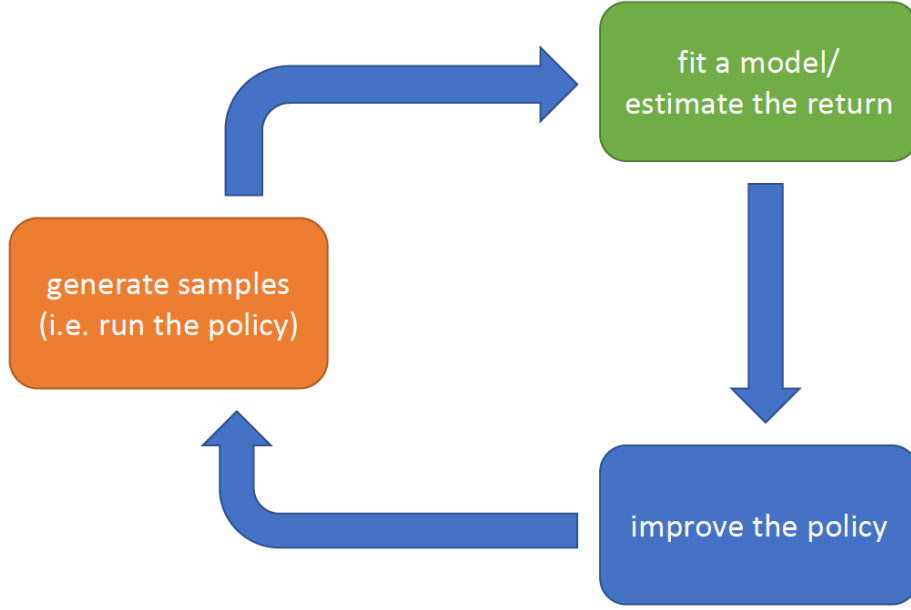 fit a model/
estimate the return
generate samples
(i.e. run the policy)
improve the policy